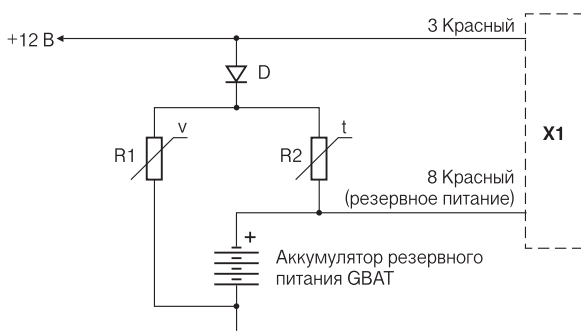 3 Красный
+12 В
D
v
t
R1
R2
X1
8 Красный
(резервное питание)
+
Аккумулятор резервного
питания GBAT